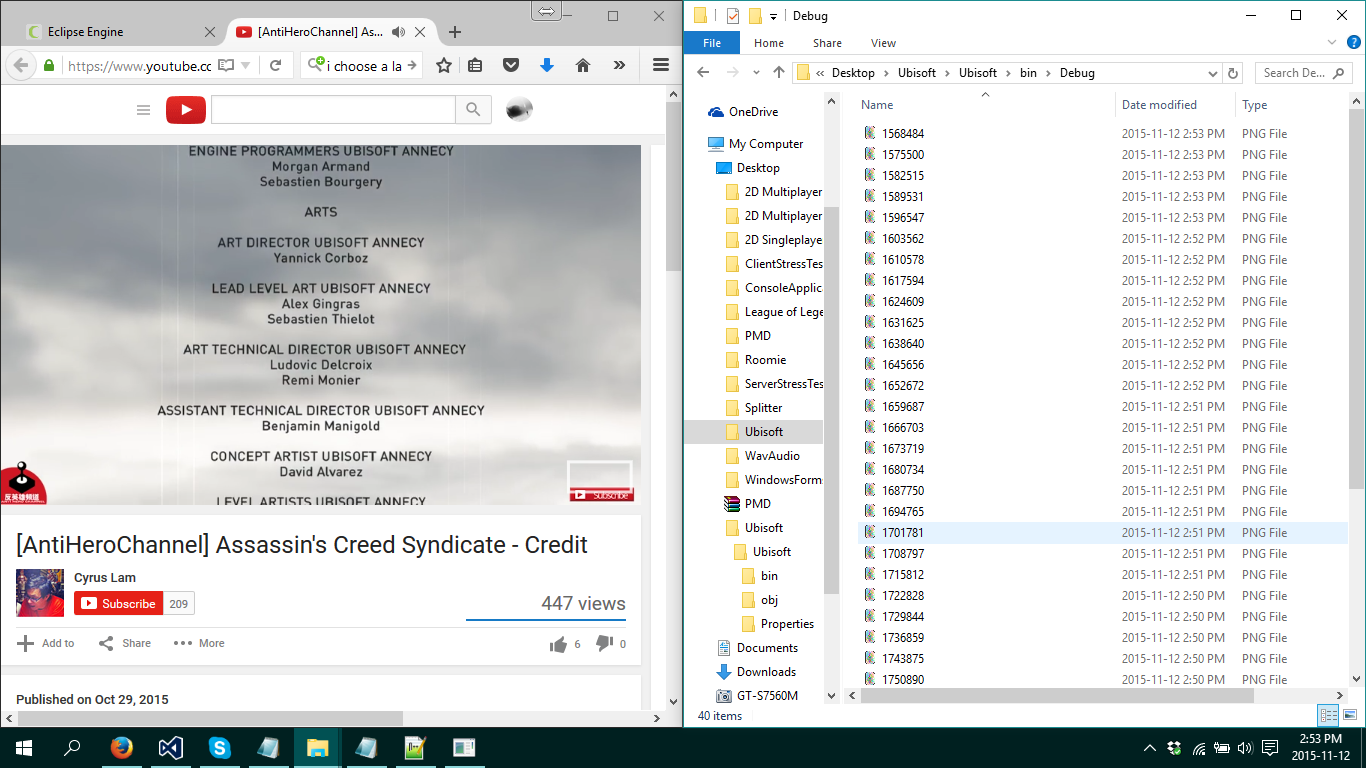 Eclipse Engine
[AntiHeroChannel] As...
https://www.youtube.co
i choose a la
ENGINE PROGRAMMERS UBISOFT ANNECY
Morgan Armand
Sebastien Bourgery
ARTS
ART DIRECTOR UBISOFT ANNECY
Yannick Corboz
LEAD LEVEL ART UBISOFT ANNECY
Alex Gingras
Sebastien Thielot
ART TECHNICAL DIRECTOR UBISOFT ANNECY
Ludovic Delcroix
Remi Monier
ASSISTANT TECHNICAL DIRECTOR UBISOFT ANNECY
Benjamin Manigold
CONCEPT ARTIST UBISOFT ANNECY
David Alvarez
LEVEL ARTISTS UBISOFT ANNECY
反英雄頻道
Subscribe
[AntiHeroChannel] Assassin's Creed Syndicate - Credit
Cyrus Lam
Subscribe 209
447 views
Add to Share More 6 0
Published on Oct 29, 2015
Debug
File Home Share View
« Desktop Ubisoft Ubisoft bin Debug
Search De...
OneDrive
My Computer
Desktop
2D Multiplayer
2D Multiplayer
2D Singleplaye
ClientStressTes
ConsoleApplic
League of Lege
PMD
Roomie
ServerStressTes
Splitter
Ubisoft
WavAudio
WindowsForm
PMD
Ubisoft
Ubisoft
bin
obj
Properties
Documents
Downloads
GT-S7560M
Name Date modified Type
1568484 2015-11-12 2:53 PM PNG File
1575500 2015-11-12 2:53 PM PNG File
1582515 2015-11-12 2:53 PM PNG File
1589531 2015-11-12 2:53 PM PNG File
1596547 2015-11-12 2:53 PM PNG File
1603562 2015-11-12 2:52 PM PNG File
1610578 2015-11-12 2:52 PM PNG File
1617594 2015-11-12 2:52 PM PNG File
1624609 2015-11-12 2:52 PM PNG File
1631625 2015-11-12 2:52 PM PNG File
1638640 2015-11-12 2:52 PM PNG File
1645656 2015-11-12 2:52 PM PNG File
1652672 2015-11-12 2:52 PM PNG File
1659687 2015-11-12 2:51 PM PNG File
1666703 2015-11-12 2:51 PM PNG File
1673719 2015-11-12 2:51 PM PNG File
1680734 2015-11-12 2:51 PM PNG File
1687750 2015-11-12 2:51 PM PNG File
1694765 2015-11-12 2:51 PM PNG File
1701781 2015-11-12 2:51 PM PNG File
1708797 2015-11-12 2:51 PM PNG File
1715812 2015-11-12 2:51 PM PNG File
1722828 2015-11-12 2:50 PM PNG File
1729844 2015-11-12 2:50 PM PNG File
1736859 2015-11-12 2:50 PM PNG File
1743875 2015-11-12 2:50 PM PNG File
1750890 2015-11-12 2:50 PM PNG File
40 items
2:53 PM
2015-11-12